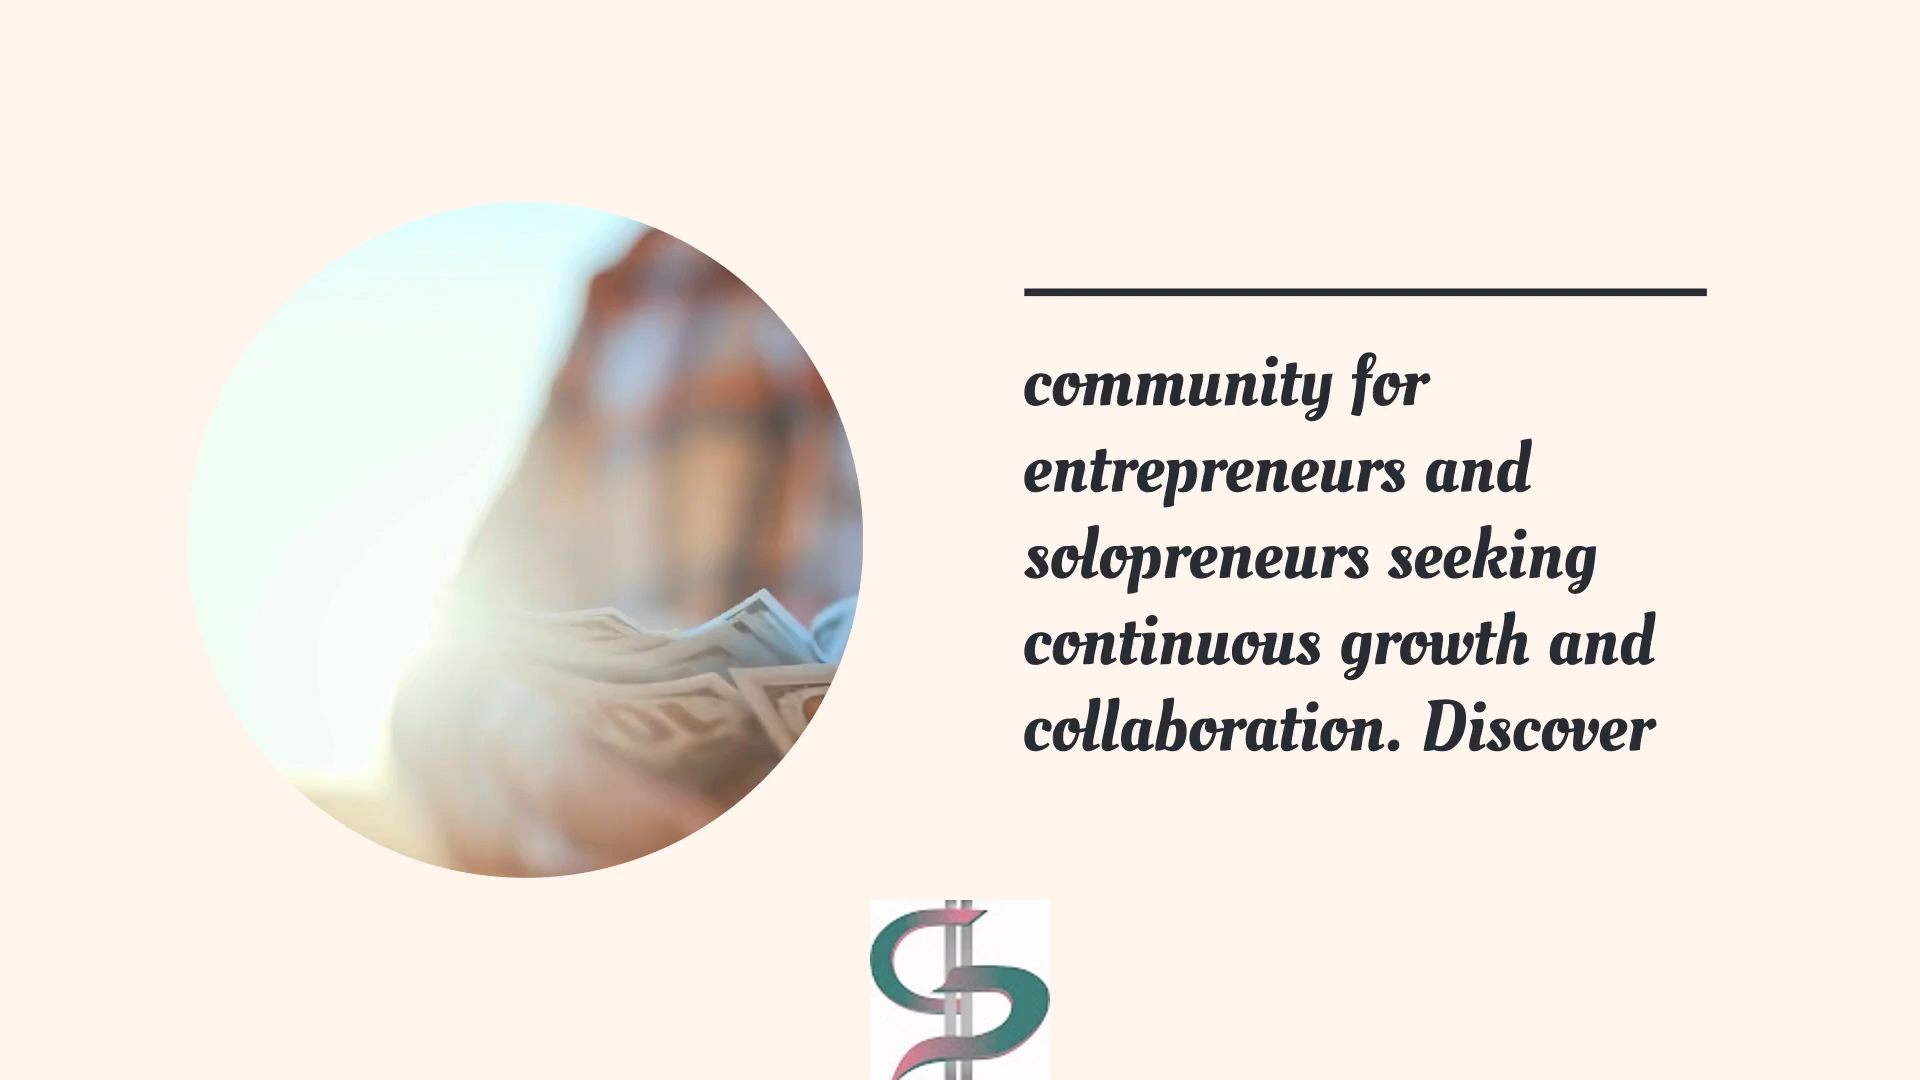 community for
entrepreneurs and
solopreneurs seeking
continuous growth and
collaboration. Discover